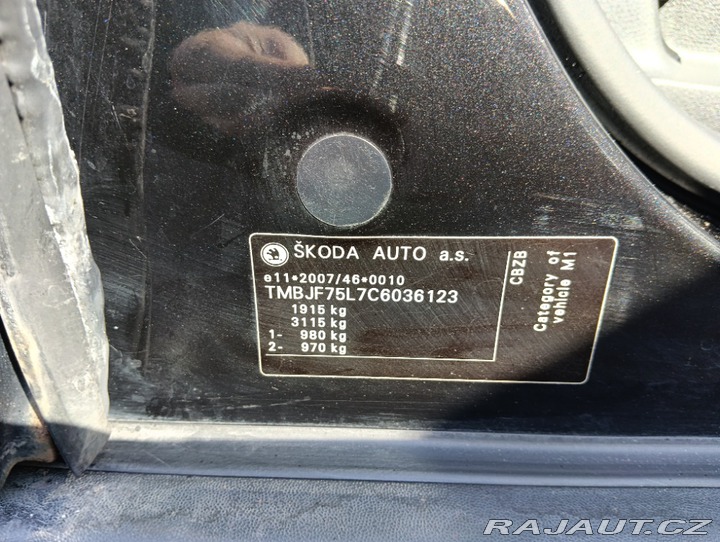 ŠKODA AUTO a.s.
e11*2007/46*0010
TMBJF75L7C6036123
1915 kg
3115 kg
1- 980 kg
2- 970 kg
CBZB
Category of
vehicle M1
RAJAUT.CZ